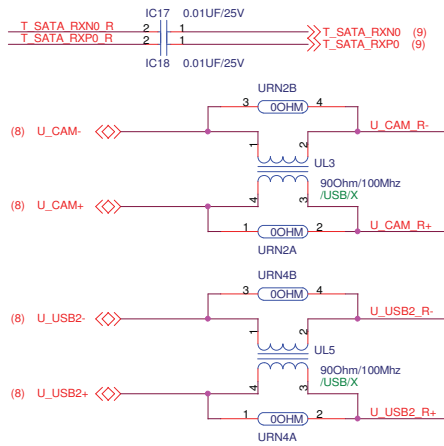 IC17 0.01UF/25V
T_SATA_RXN0_R 2 1 T_SATA_RXN0 (9)
T_SATA_RXP0_R 2 1 T_SATA_RXP0 (9)
IC18 0.01UF/25V
URN2B
3 0OHM 4
(8) U_CAM- U_CAM_R-
1 2
UL3
90Ohm/100Mhz
/USB/X
4 3
(8) U_CAM+ U_CAM_R+
1 0OHM 2
URN2A
URN4B
3 0OHM 4
(8) U_USB2- U_USB2_R-
1 2
UL5
90Ohm/100Mhz
/USB/X
4 3
(8) U_USB2+ U_USB2_R+
1 0OHM 2
URN4A